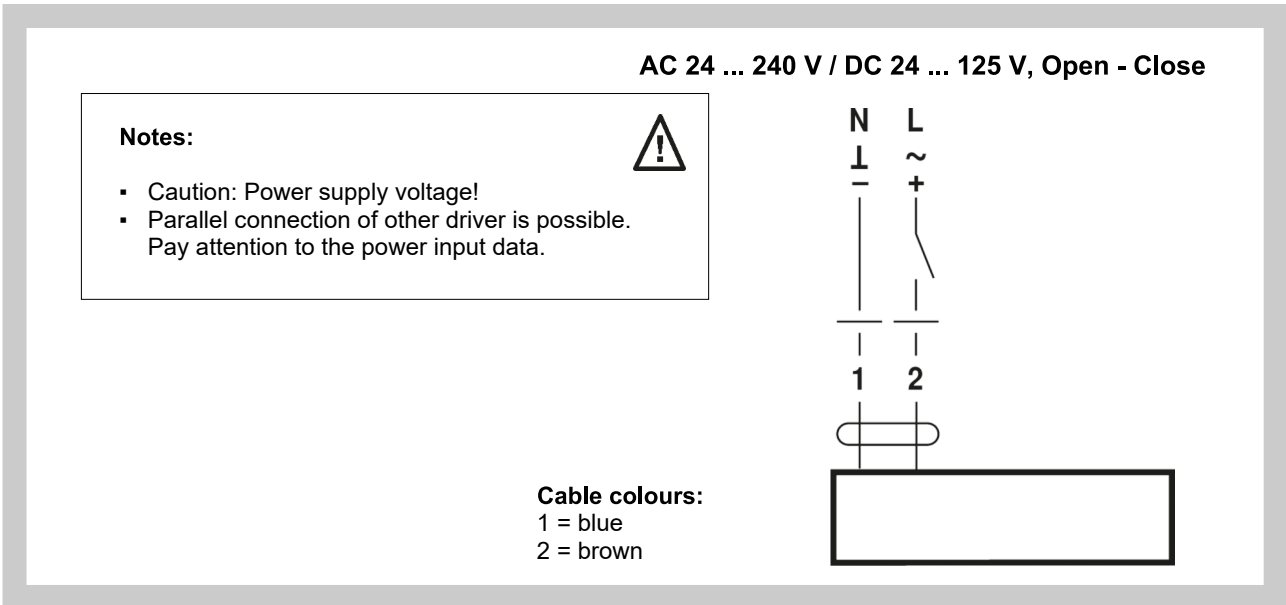 AC 24 ... 240 V / DC 24 ... 125 V, Open - Close
Notes:
▪ Caution: Power supply voltage!
▪ Parallel connection of other driver is possible.
Pay attention to the power input data.
N L
⊥ ~
– +
1 2
Cable colours:
1 = blue
2 = brown